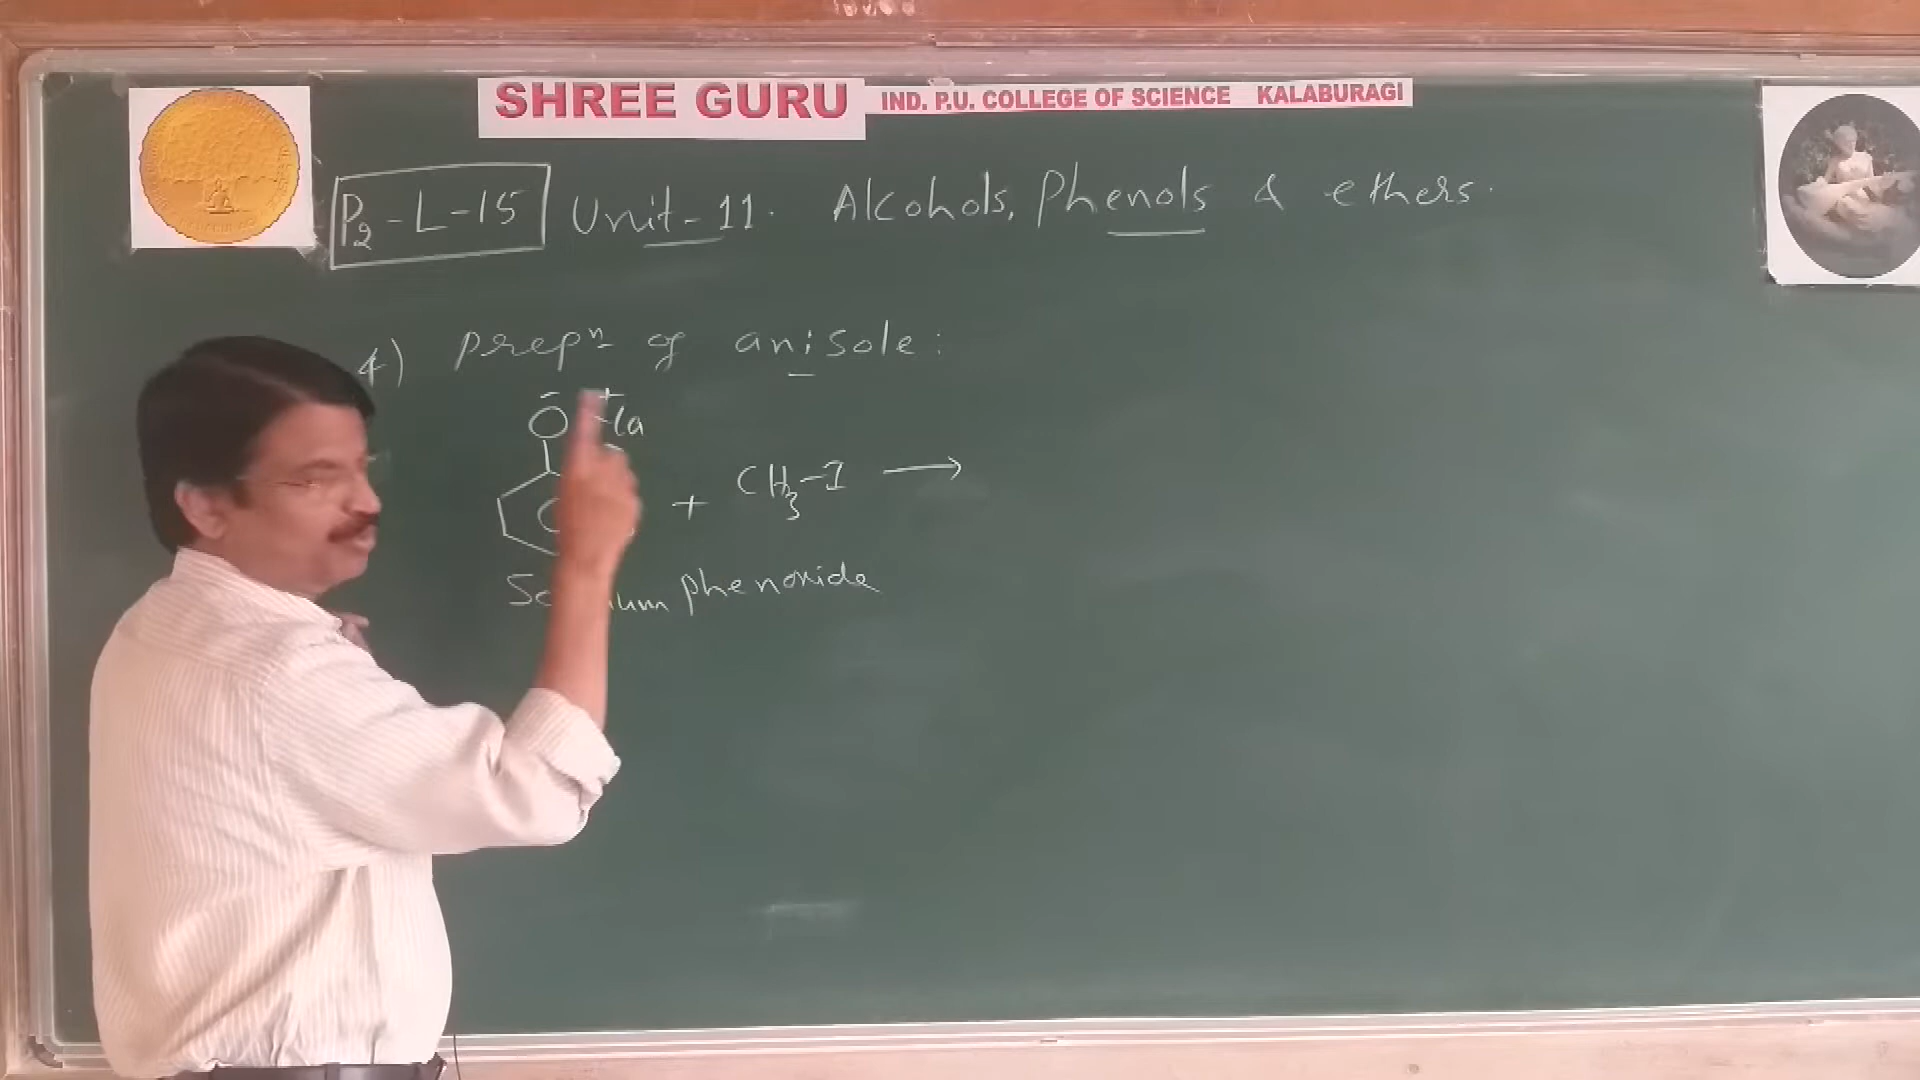 SHREE GURU IND. P.U. COLLEGE OF SCIENCE KALABURAGI
P2-L-15 Unit-11. Alcohols, Phenols & ethers.
4) Prepⁿ of anisole:
O⁻ Na⁺
+ CH3-I →
phenoxide